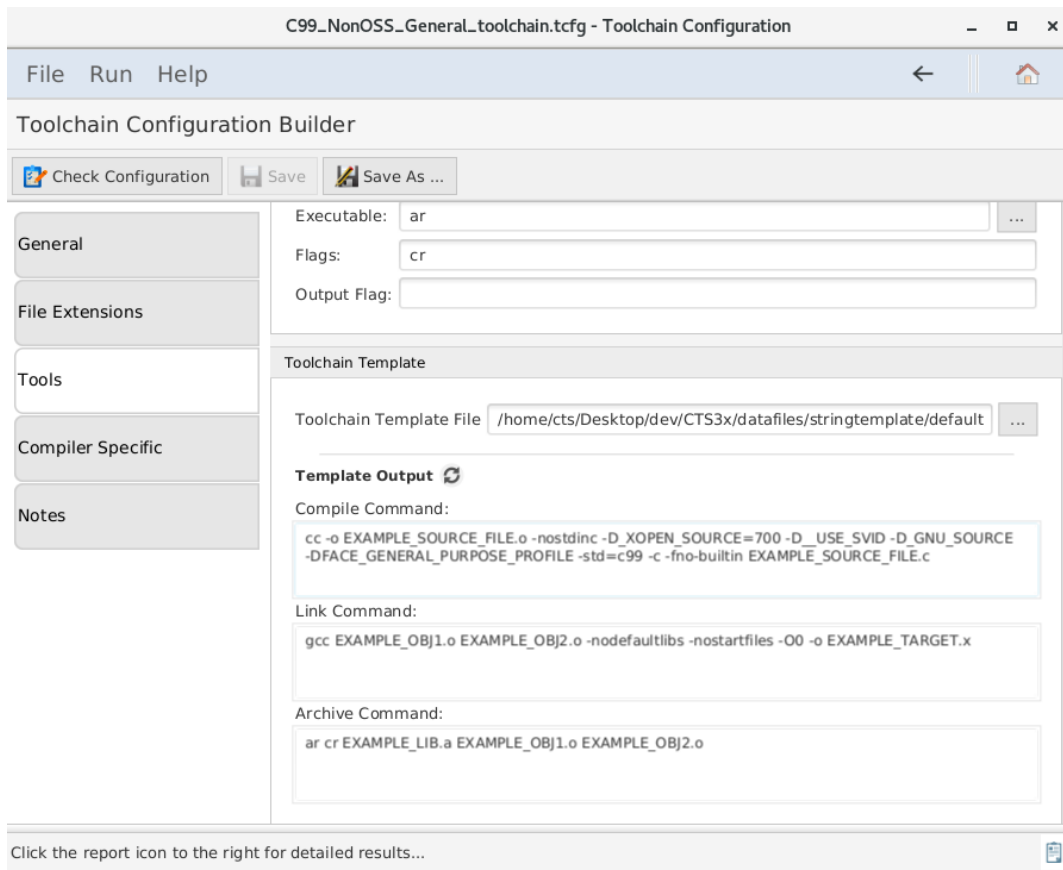 C99_NonOSS_General_toolchain.tcfg - Toolchain Configuration
File Run Help
Toolchain Configuration Builder
Check Configuration Save Save As ...
General
File Extensions
Tools
Compiler Specific
Notes
Executable: ar ...
Flags: cr
Output Flag:
Toolchain Template
Toolchain Template File /home/cts/Desktop/dev/CTS3x/datafiles/stringtemplate/default ...
Template Output
Compile Command:
cc -o EXAMPLE_SOURCE_FILE.o -nostdinc -D_XOPEN_SOURCE=700 -D__USE_SVID -D_GNU_SOURCE
-DFACE_GENERAL_PURPOSE_PROFILE -std=c99 -c -fno-builtin EXAMPLE_SOURCE_FILE.c
Link Command:
gcc EXAMPLE_OBJ1.o EXAMPLE_OBJ2.o -nodefaultlibs -nostartfiles -O0 -o EXAMPLE_TARGET.x
Archive Command:
ar cr EXAMPLE_LIB.a EXAMPLE_OBJ1.o EXAMPLE_OBJ2.o
Click the report icon to the right for detailed results...